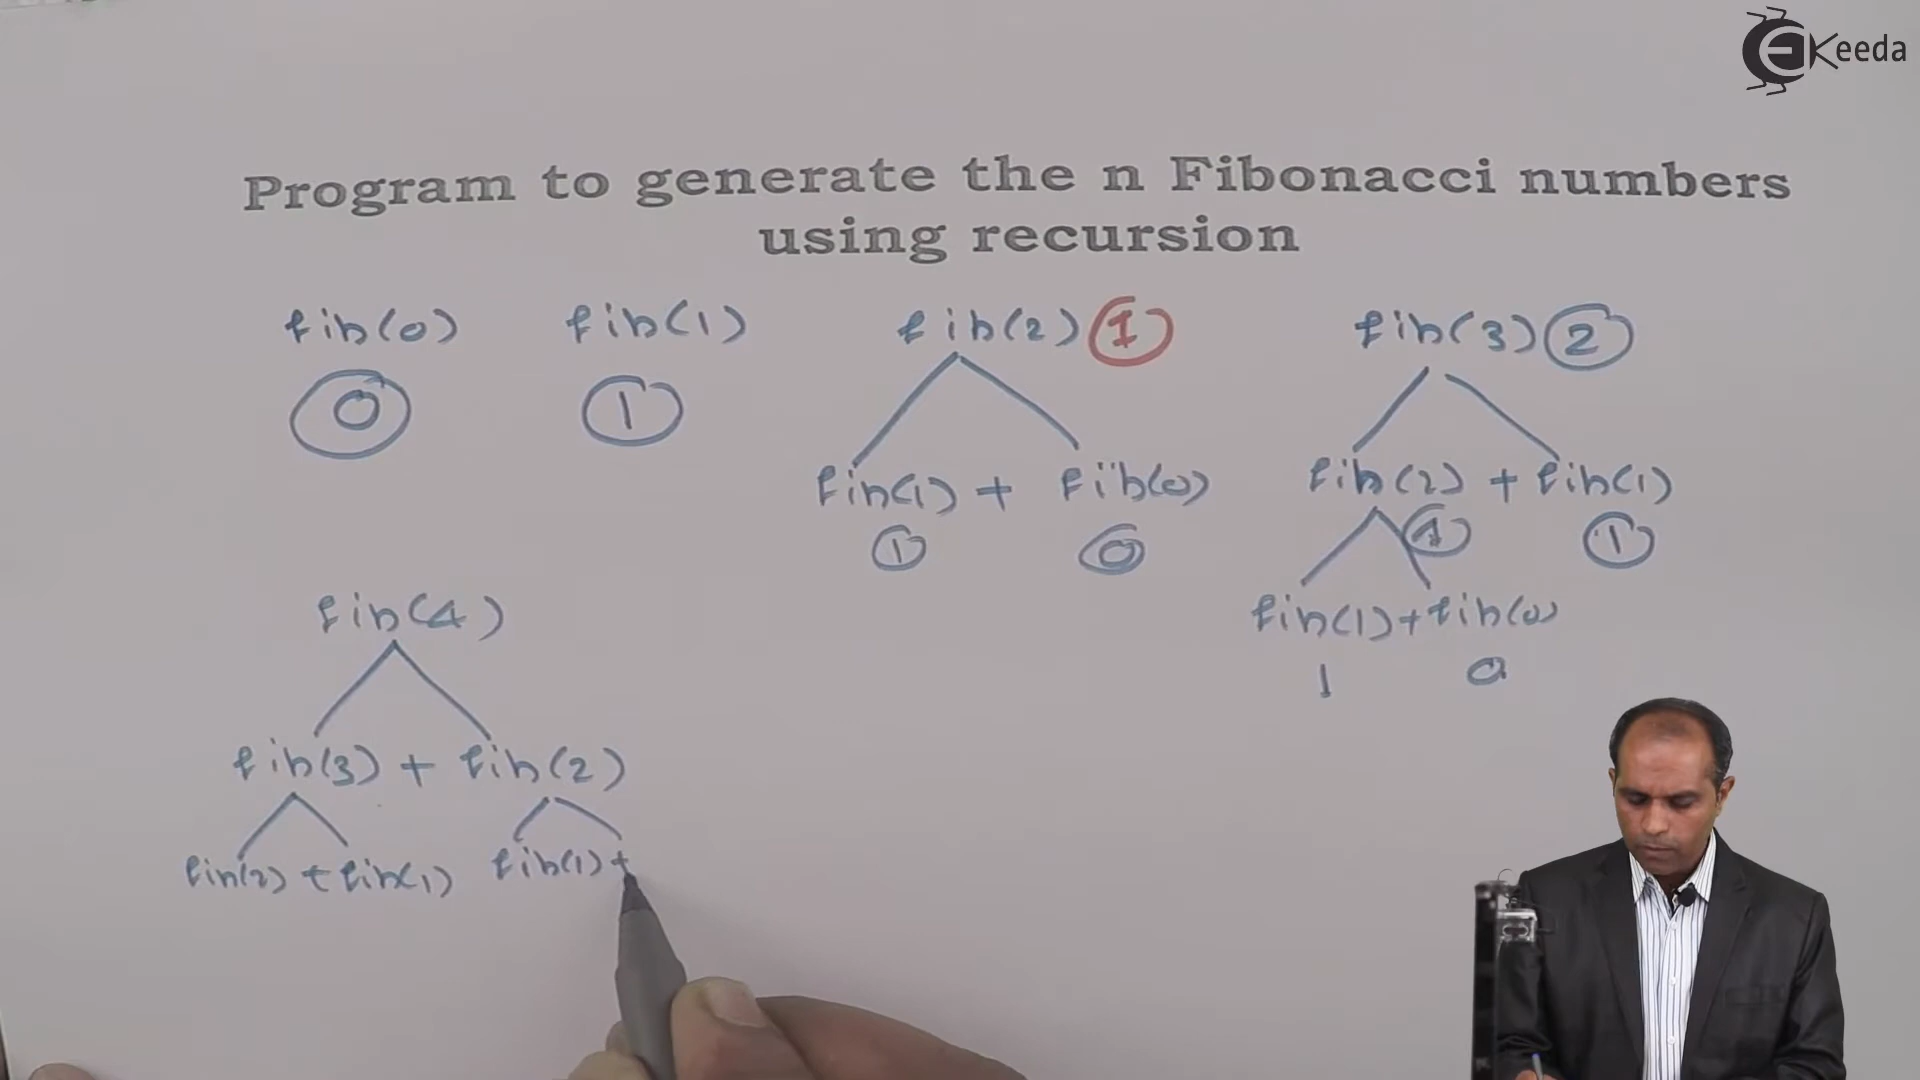 EKeeda
Program to generate the n Fibonacci numbers
using recursion
fib(0) fib(1) fib(2) 1 fib(3) 2
0 1
fib(1) + fib(0) fib(2) + fib(1)
1 0 1 1
fib(4) fib(1) + fib(0)
1 0
fib(3) + fib(2)
fib(2) + fib(1) fib(1) +